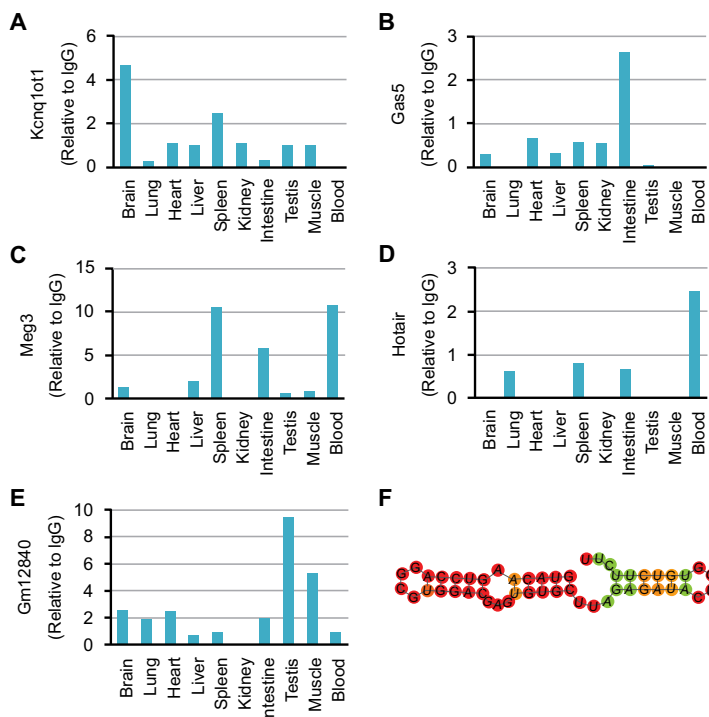 A
Kcnq1ot1
(Relative to IgG)
6
4
2
0
Brain
Lung
Heart
Liver
Spleen
Kidney
Intestine
Testis
Muscle
Blood
B
Gas5
(Relative to IgG)
3
2
1
0
Brain
Lung
Heart
Liver
Spleen
Kidney
Intestine
Testis
Muscle
Blood
C
Meg3
(Relative to IgG)
15
10
5
0
Brain
Lung
Heart
Liver
Spleen
Kidney
Intestine
Testis
Muscle
Blood
D
Hotair
(Relative to IgG)
3
2
1
0
Brain
Lung
Heart
Liver
Spleen
Kidney
Intestine
Testis
Muscle
Blood
E
Gm12840
(Relative to IgG)
10
8
6
4
2
0
Brain
Lung
Heart
Liver
Spleen
Kidney
Intestine
Testis
Muscle
Blood
F